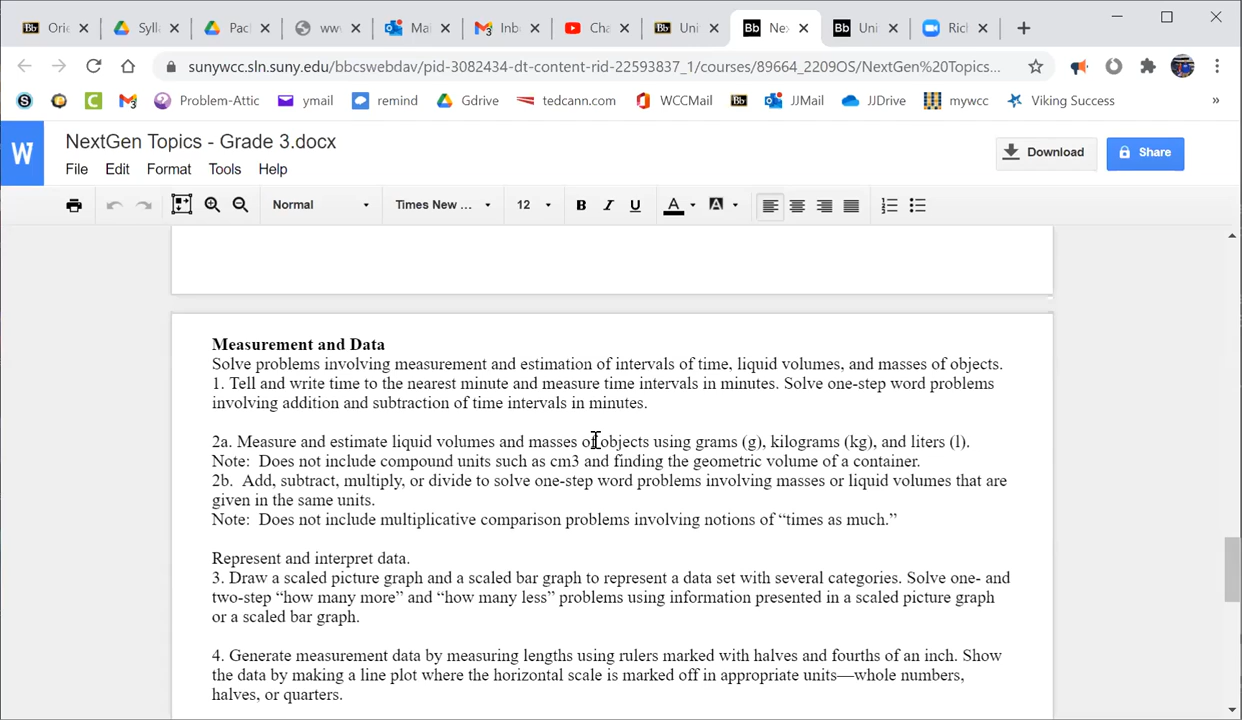 Orie
Sylla
Pac
www
Mai
Inb
Cha
Uni
Nex
Uni
Rich
sunywcc.sln.suny.edu/bbcswebdav/pid-3082434-dt-content-rid-22593837_1/courses/89664_2209OS/NextGen%20Topics...
Problem-Attic
ymail
remind
Gdrive
tedcann.com
WCCMail
Bb
JJMail
JJDrive
mywcc
Viking Success
»
W
NextGen Topics - Grade 3.docx
File Edit Format Tools Help
Download
Share
Normal
Times New ...
12
B I U A A
Measurement and Data
Solve problems involving measurement and estimation of intervals of time, liquid volumes, and masses of objects.
1. Tell and write time to the nearest minute and measure time intervals in minutes. Solve one-step word problems
involving addition and subtraction of time intervals in minutes.
2a. Measure and estimate liquid volumes and masses of objects using grams (g), kilograms (kg), and liters (l).
Note: Does not include compound units such as cm3 and finding the geometric volume of a container.
2b. Add, subtract, multiply, or divide to solve one-step word problems involving masses or liquid volumes that are
given in the same units.
Note: Does not include multiplicative comparison problems involving notions of “times as much.”
Represent and interpret data.
3. Draw a scaled picture graph and a scaled bar graph to represent a data set with several categories. Solve one- and
two-step “how many more” and “how many less” problems using information presented in a scaled picture graph
or a scaled bar graph.
4. Generate measurement data by measuring lengths using rulers marked with halves and fourths of an inch. Show
the data by making a line plot where the horizontal scale is marked off in appropriate units—whole numbers,
halves, or quarters.